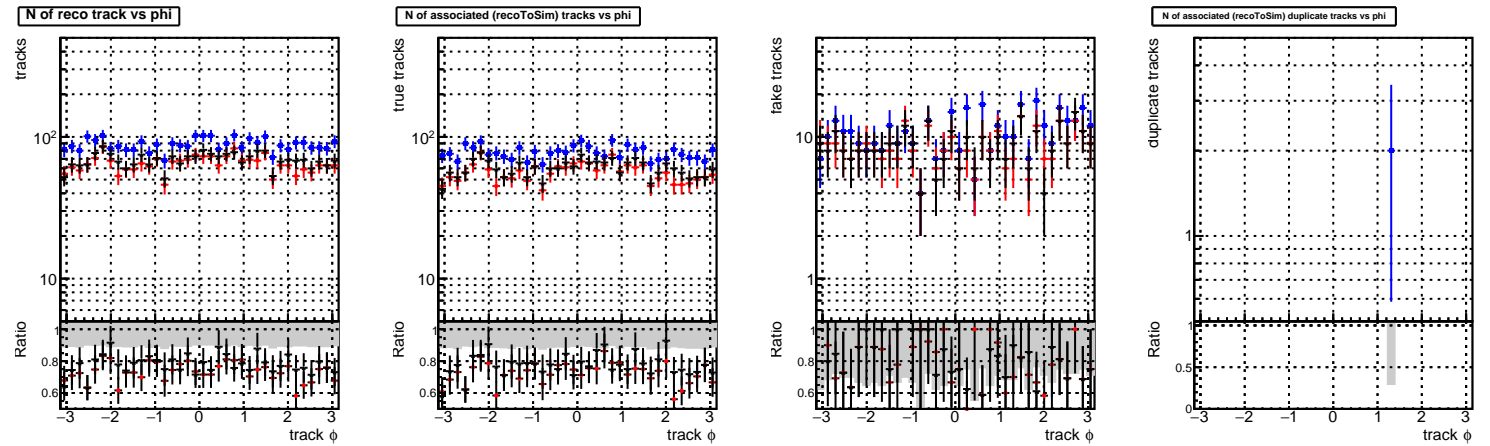 N of reco track vs phi
tracks
10²
10
Ratio
1
0.8
0.6
−3 −2 −1 0 1 2 3
track ϕ
N of associated (recoToSim) tracks vs phi
true tracks
10²
10
Ratio
1
0.8
0.6
−3 −2 −1 0 1 2 3
track ϕ
fake tracks
10
1
Ratio
1
0.8
0.6
−3 −2 −1 0 1 2 3
track ϕ
N of associated (recoToSim) duplicate tracks vs phi
duplicate tracks
1
Ratio
1
0.5
0
−3 −2 −1 0 1 2 3
track ϕ